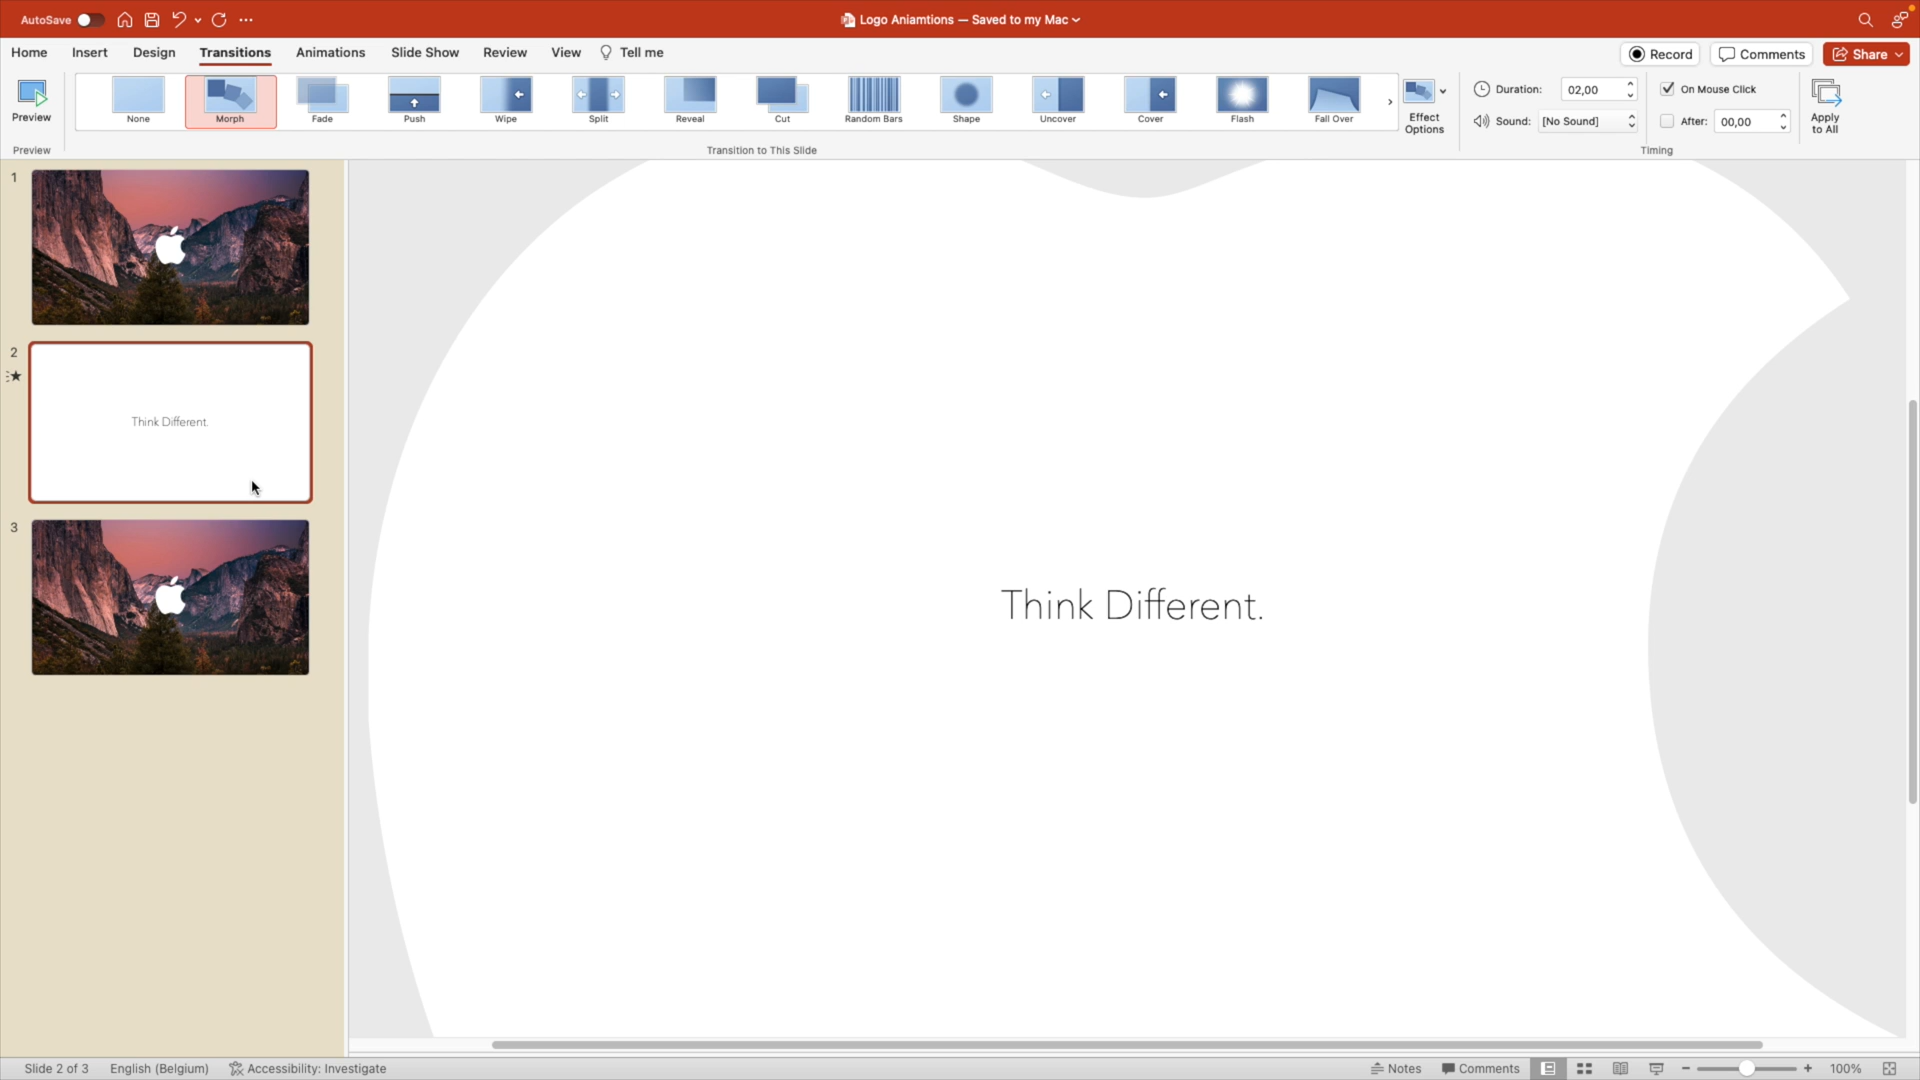 AutoSave
Logo Aniamtions — Saved to my Mac
Home Insert Design Transitions Animations Slide Show Review View Tell me
Record Comments Share
Preview
None Morph Fade Push Wipe Split Reveal Cut Random Bars Shape Uncover Cover Flash Fall Over
Effect Options
Duration: 02,00
Sound: [No Sound]
On Mouse Click
After: 00,00
Apply to All
Preview
Transition to This Slide
Timing
1
2
Think Different.
3
Think Different.
Slide 2 of 3 English (Belgium) Accessibility: Investigate
Notes Comments 100%